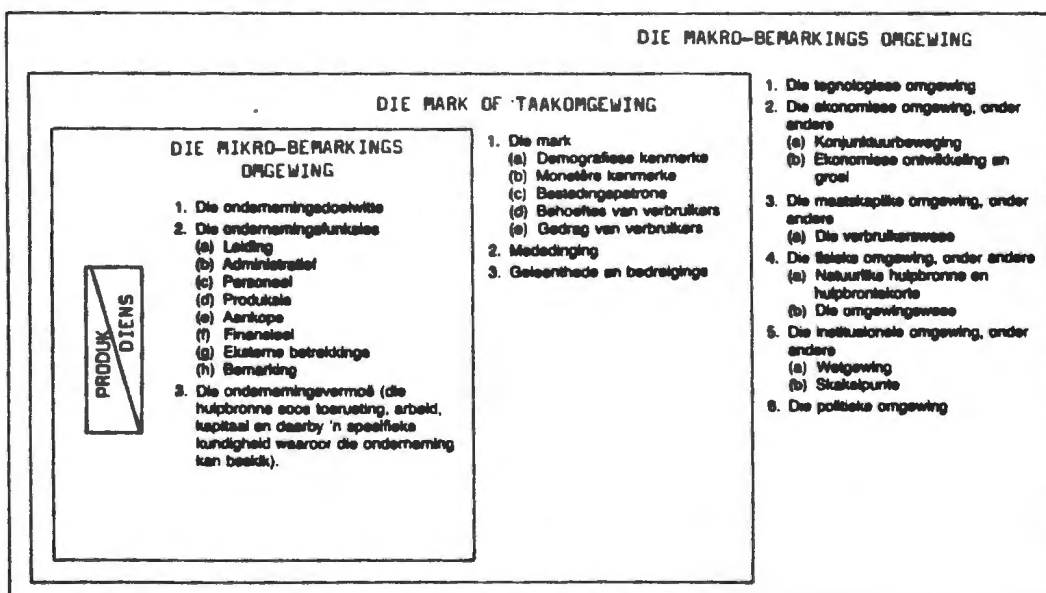 DIE MAKRO-BEMARKINGS OMGEWING
DIE MARK OF TAAKOMGEWING
DIE MIKRO-BEMARKINGS
OMGEWING
PRODUK
DIENS
1. Die ondernemingsdoelwitte
2. Die ondernemingsfunksies
(a) Leiding
(b) Administratief
(c) Personeel
(d) Produksie
(e) Aankope
(f) Finansieel
(g) Eksterne betrekkings
(h) Bemarking
3. Die ondernemingsvermoë (die
hulpbronne soos toerusting, arbeid,
kapitaal en daarby 'n spesifieke
kundigheid waaroor die onderneming
kan beskik).
1. Die mark
(a) Demografiese kenmerke
(b) Monetêre kenmerke
(c) Bestedingspatrone
(d) Behoeftes van verbruikers
(e) Gedrag van verbruikers
2. Mededinging
3. Geleenthede en bedreigings
1. Die tegnologiese omgewing
2. Die ekonomiese omgewing, onder
andere
(a) Konjunktuurbeweging
(b) Ekonomiese ontwikkeling en
groei
3. Die maatskaplike omgewing, onder
andere
(a) Die verbruikerswese
4. Die fisieke omgewing, onder andere
(a) Natuurlike hulpbronne en
hulpbrontekorte
(b) Die omgewingswese
5. Die institusionele omgewing, onder
andere
(a) Wetgewing
(b) Skakelpunte
6. Die politieke omgewing